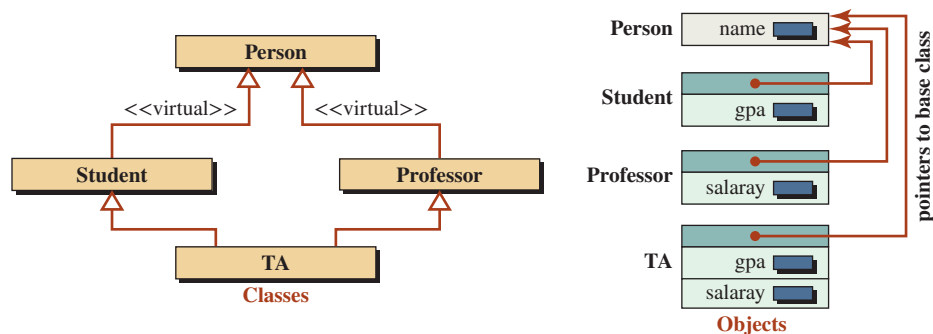 Person
<<virtual>>
<<virtual>>
Student
Professor
TA
Classes
Person
name
Student
gpa
Professor
salaray
TA
gpa
salaray
Objects
pointers to base class